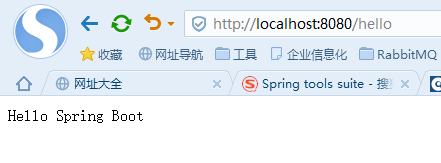 http://localhost:8080/hello
收藏 网址导航 工具 企业信息化 RabbitMQ
网址大全 Spring tools suite - 搜
Hello Spring Boot